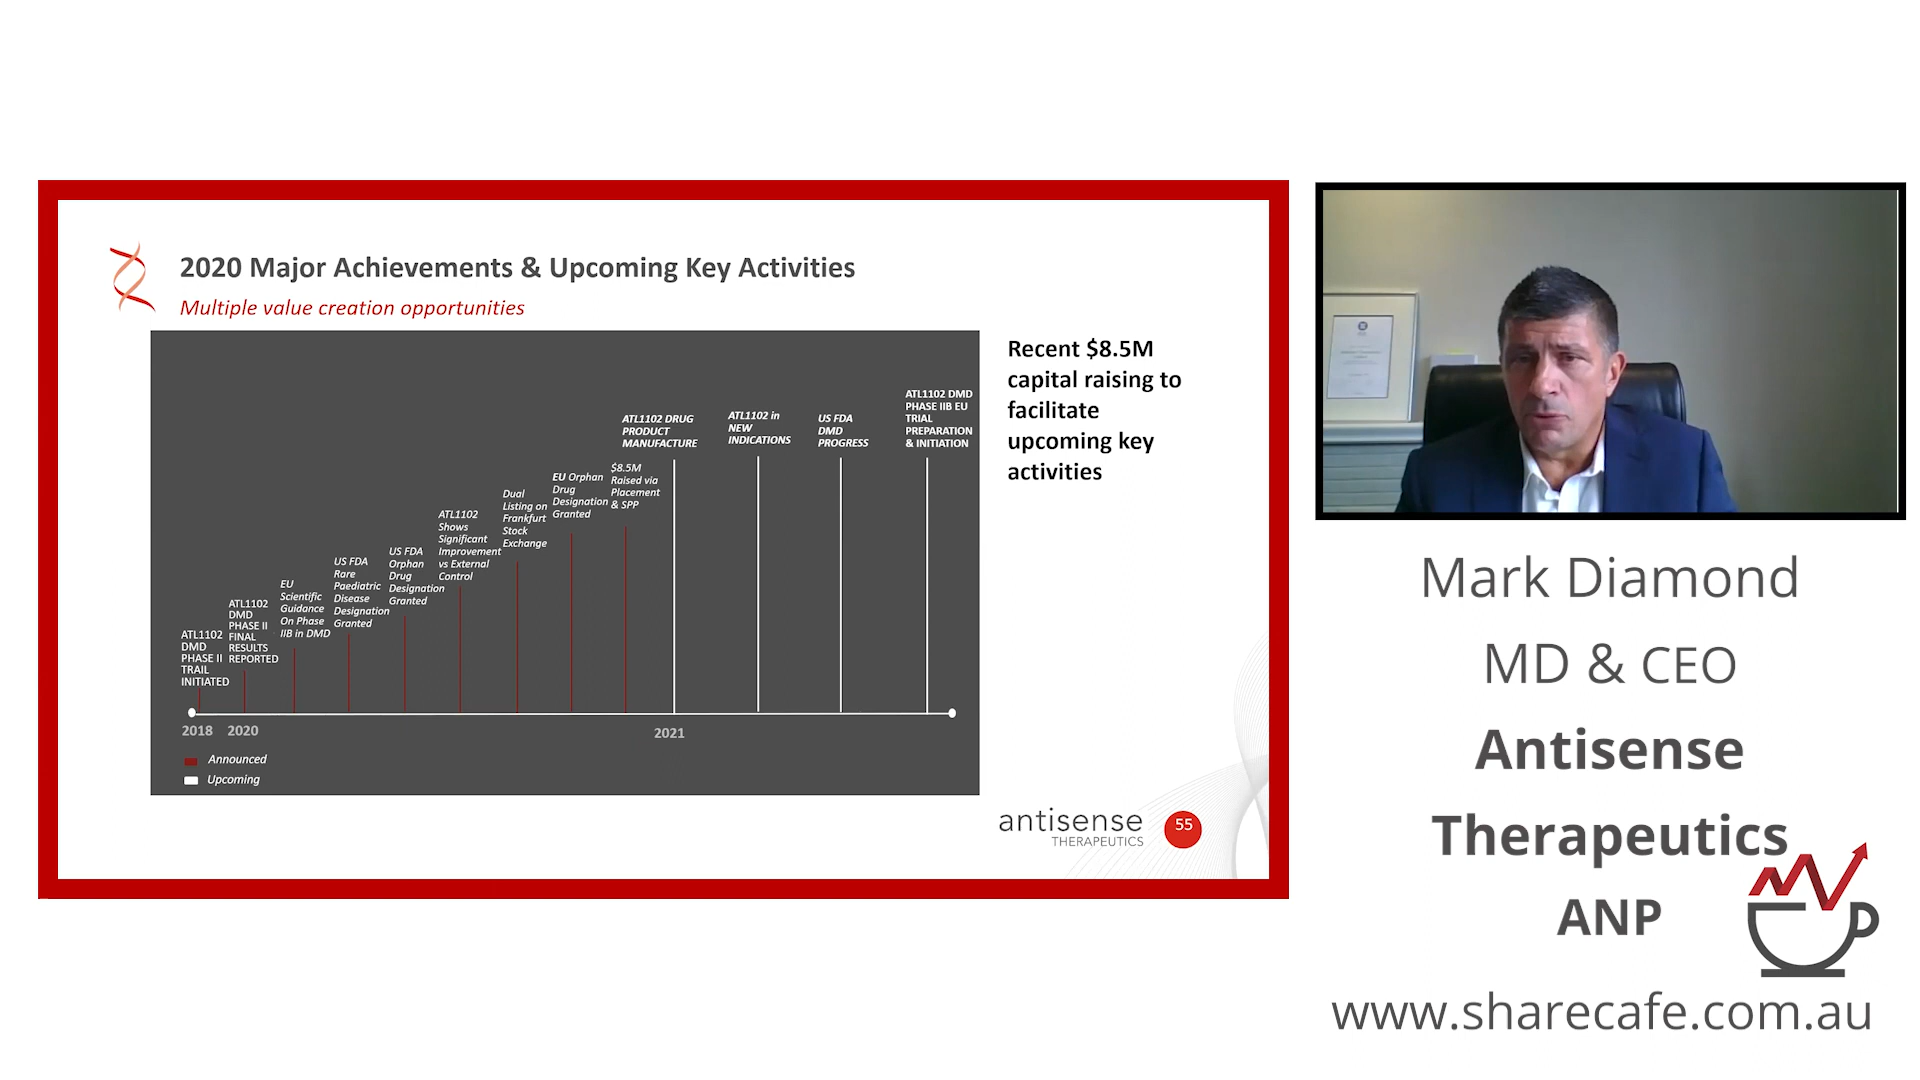 2020 Major Achievements & Upcoming Key Activities
Multiple value creation opportunities
ATL1102
DMD
PHASE II
TRAIL
INITIATED
ATL1102
DMD
PHASE II
FINAL
RESULTS
REPORTED
EU
Scientific
Guidance
On Phase
IIB in DMD
US FDA
Rare
Paediatric
Disease
Designation
Granted
US FDA
Orphan
Drug
Designation
Granted
ATL1102
Shows
Significant
Improvement
vs External
Control
Dual
Listing on
Frankfurt
Stock
Exchange
EU Orphan
Drug
Designation
Granted
$8.5M
Raised via
Placement
& SPP
ATL1102 DRUG
PRODUCT
MANUFACTURE
ATL1102 in
NEW
INDICATIONS
US FDA
DMD
PROGRESS
ATL1102 DMD
PHASE IIB EU
TRIAL
PREPARATION
& INITIATION
2018
2020
2021
Announced
Upcoming
Recent $8.5M
capital raising to
facilitate
upcoming key
activities
antisense
THERAPEUTICS
55
Mark Diamond
MD & CEO
Antisense
Therapeutics
ANP
www.sharecafe.com.au